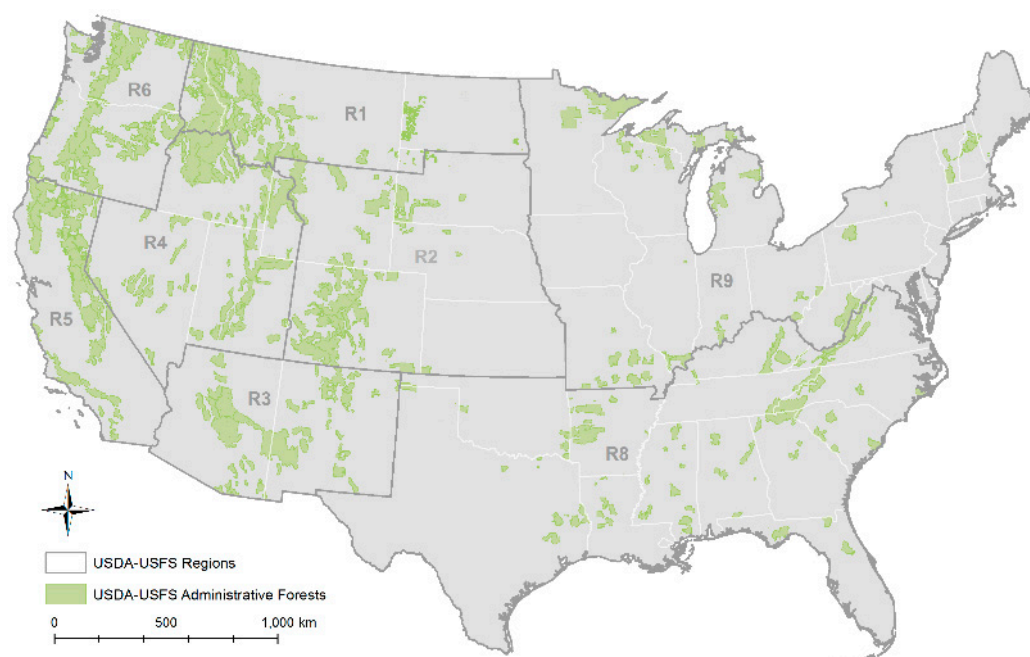 R6
R1
R4
R2
R9
R5
R3
R8
N
USDA-USFS Regions
USDA-USFS Administrative Forests
0 500 1,000 km